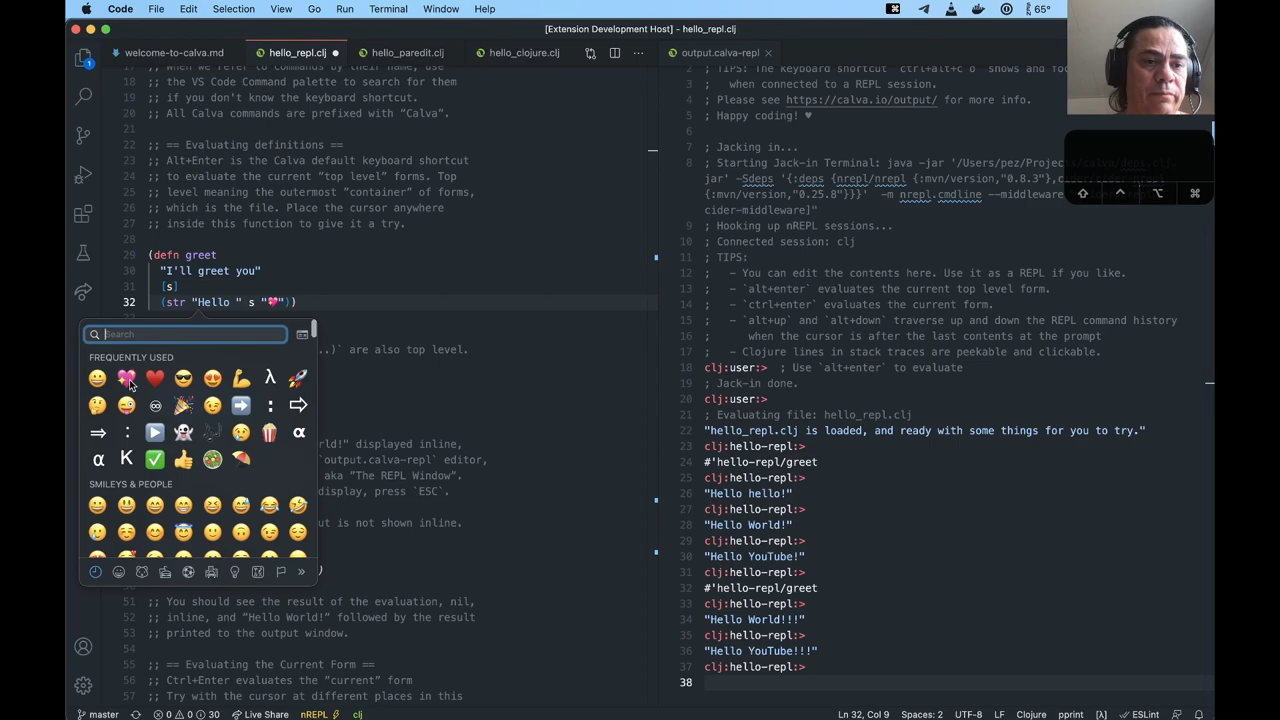 Code File Edit Selection View Go Run Terminal Window Help 65°
[Extension Development Host] — hello_repl.clj
welcome-to-calva.md hello_repl.clj hello_paredit.clj hello_clojure.clj
17 ;; When we refer to commands by their name, use
18 ;; the VS Code Command palette to search for them
19 ;; if you don't know the keyboard shortcut.
20 ;; All Calva commands are prefixed with “Calva”.
21
22 ;; == Evaluating definitions ==
23 ;; Alt+Enter is the Calva default keyboard shortcut
24 ;; to evaluate the current “top level” forms. Top
25 ;; level meaning the outermost “container” of forms,
26 ;; which is the file. Place the cursor anywhere
27 ;; inside this function to give it a try.
28
29 (defn greet
30 "I'll greet you"
31 [s]
32 (str "Hello " s "💖"))
Search
FREQUENTLY USED
SMILEYS & PEOPLE
..)` are also top level.
!" displayed inline,
`output.calva-repl` editor,
aka “The REPL Window”.
display, press `ESC`.
is not shown inline.
51 ;; You should see the result of the evaluation, nil,
52 ;; inline, and “Hello World!” followed by the result
53 ;; printed to the output window.
54
55 ;; == Evaluating the Current Form ==
56 ;; Ctrl+Enter evaluates the “current” form
57 ;; Try with the cursor at different places in this
output.calva-repl
2 ; TIPS: The keyboard shortcut `ctrl+alt+c o` shows and
3 ; when connected to a REPL session.
4 ; Please see https://calva.io/output/ for more info.
5 ; Happy coding! ♥
6
7 ; Jacking in...
8 ; Starting Jack-in Terminal: java -jar '/Users/pez/Projects/calva/deps.clj.
jar' -Sdeps '{:deps {nrepl/nrepl {:mvn/version,"0.8.3"},
{:mvn/version,"0.25.8"}}}' -m nrepl.cmdline --middleware
cider-middleware]"
9 ; Hooking up nREPL sessions...
10 ; Connected session: clj
11 ; TIPS:
12 ; - You can edit the contents here. Use it as a REPL if you like.
13 ; - `alt+enter` evaluates the current top level form.
14 ; - `ctrl+enter` evaluates the current form.
15 ; - `alt+up` and `alt+down` traverse up and down the REPL command history
16 ; when the cursor is after the last contents at the prompt
17 ; - Clojure lines in stack traces are peekable and clickable.
18 clj:user:> ; Use `alt+enter` to evaluate
19 ; Jack-in done.
20 clj:user:>
21 ; Evaluating file: hello_repl.clj
22 "hello_repl.clj is loaded, and ready with some things for you to try."
23 clj:hello-repl:>
24 #'hello-repl/greet
25 clj:hello-repl:>
26 "Hello hello!"
27 clj:hello-repl:>
28 "Hello World!"
29 clj:hello-repl:>
30 "Hello YouTube!"
31 clj:hello-repl:>
32 #'hello-repl/greet
33 clj:hello-repl:>
34 "Hello World!!!"
35 clj:hello-repl:>
36 "Hello YouTube!!!"
37 clj:hello-repl:>
38
master 0 0 30 Live Share nREPL ⚡ clj Ln 32, Col 9 Spaces: 2 UTF-8 LF Clojure pprint [λ] ESLint